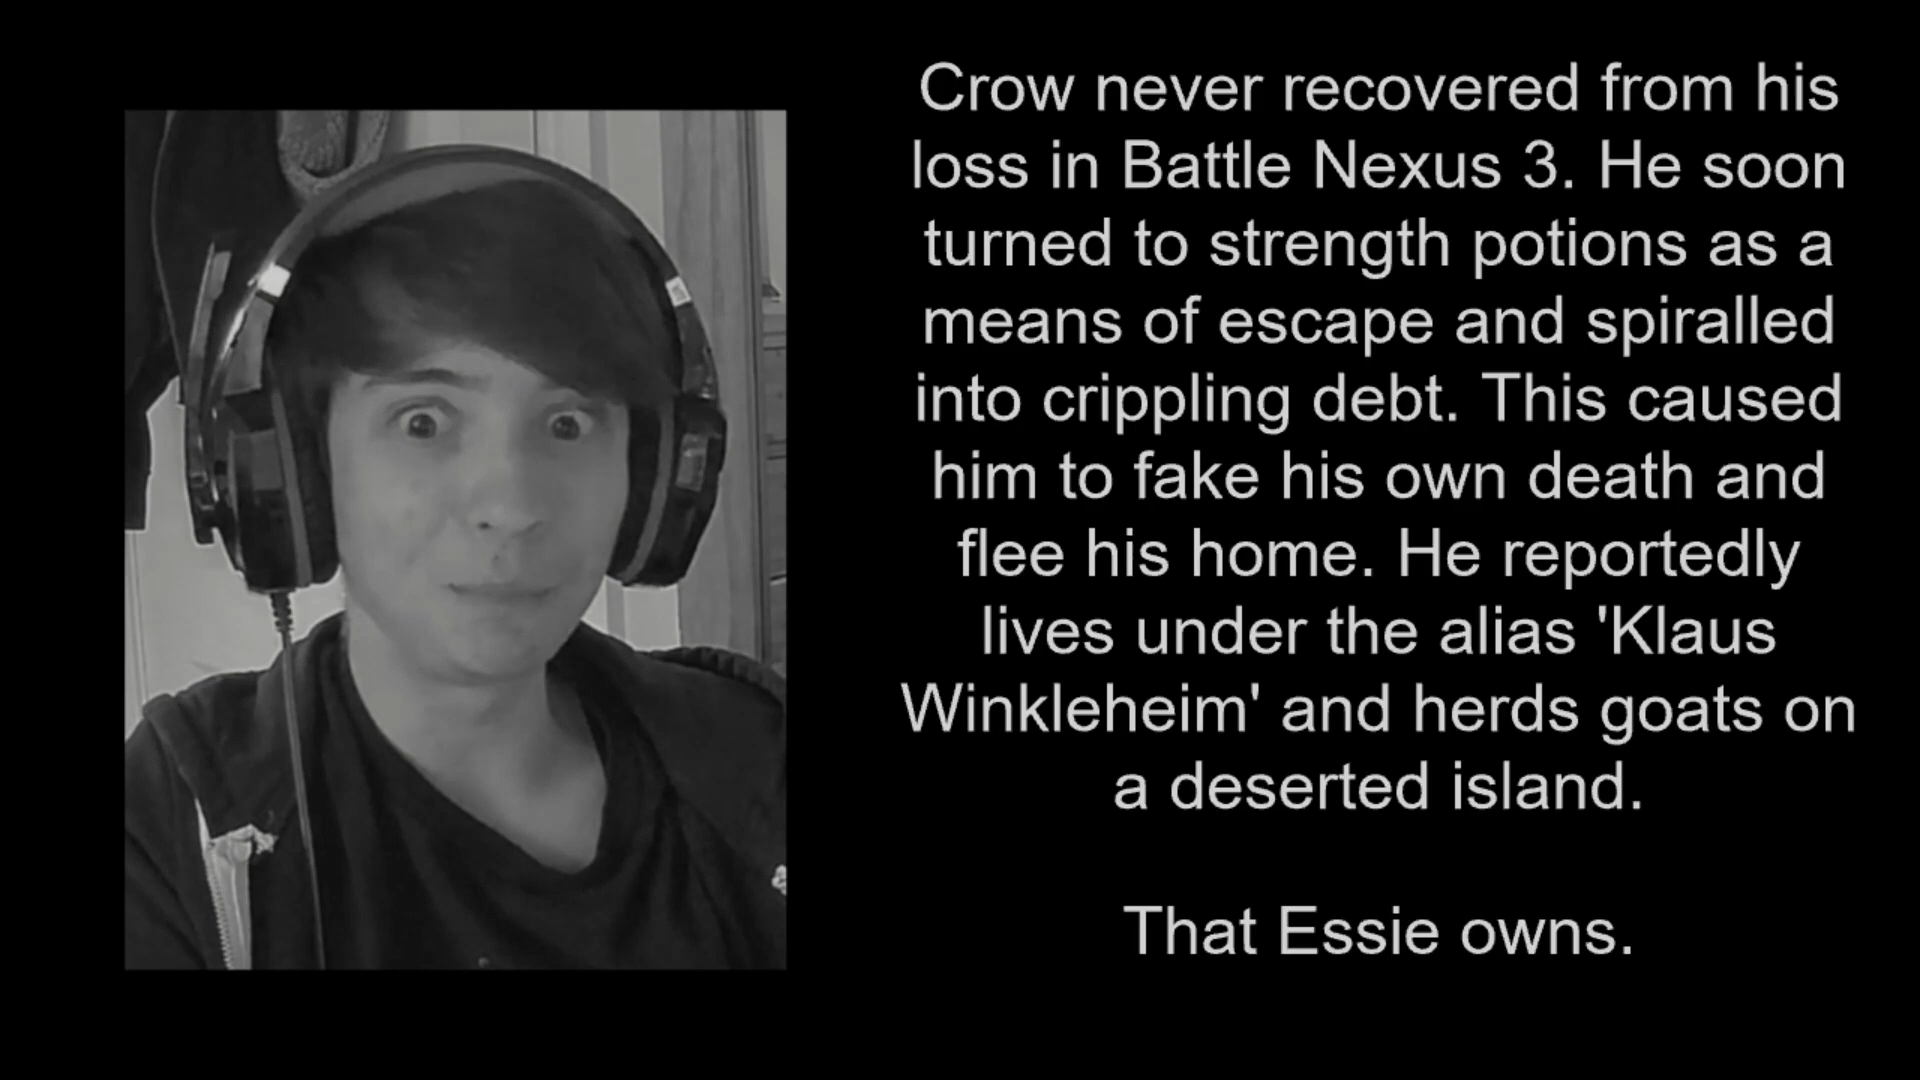 Crow never recovered from his
loss in Battle Nexus 3. He soon
turned to strength potions as a
means of escape and spiralled
into crippling debt. This caused
him to fake his own death and
flee his home. He reportedly
lives under the alias 'Klaus
Winkleheim' and herds goats on
a deserted island.
That Essie owns.